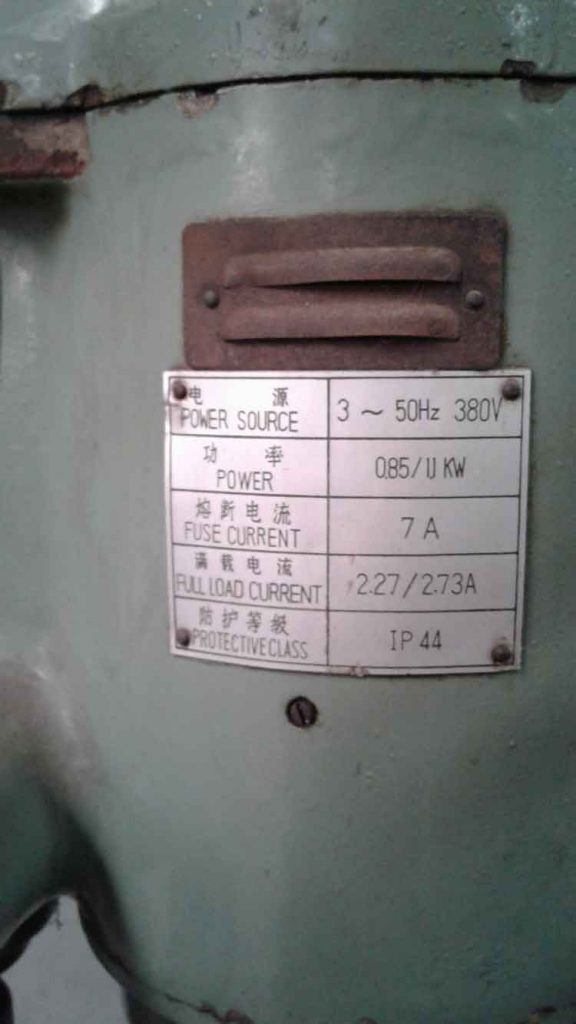 电 源
POWER SOURCE
3 ~ 50Hz 380V
功 率
POWER
0.85/1.1 KW
熔断电流
FUSE CURRENT
7 A
满载电流
FULL LOAD CURRENT
2.27/2.73A
防护等级
PROTECTIVE CLASS
IP 44